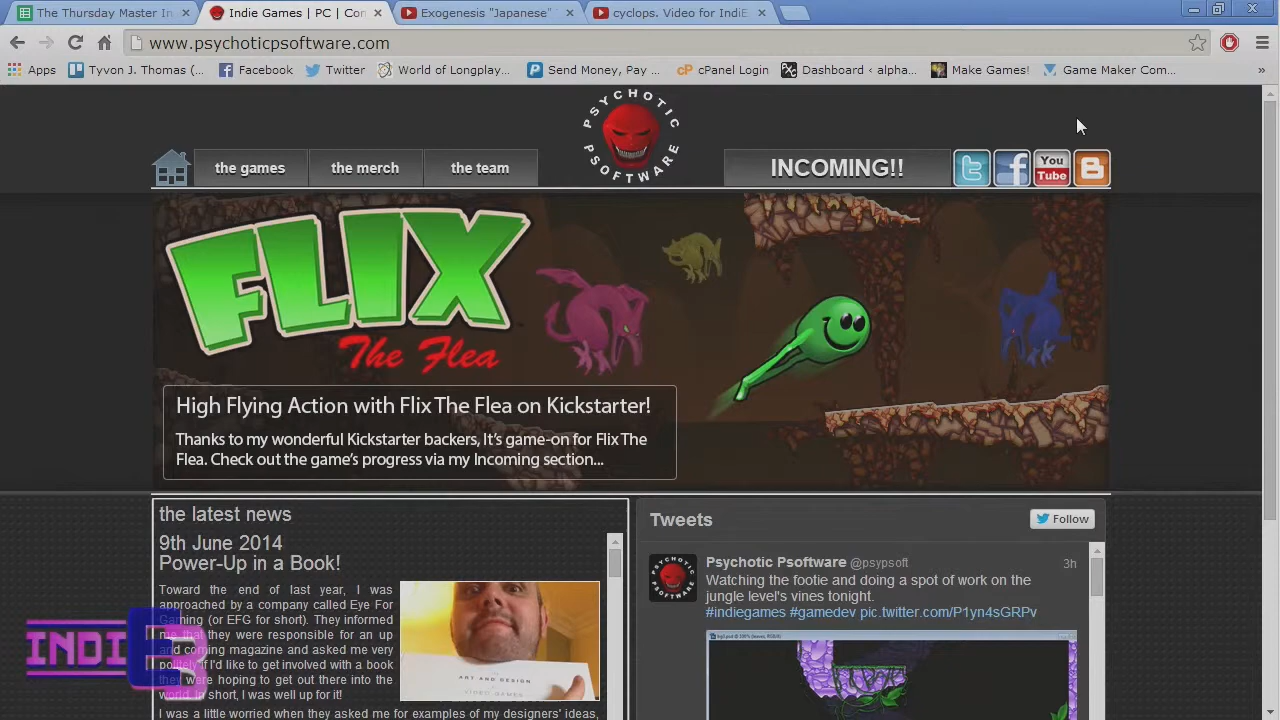 The Thursday Master In
Indie Games | PC | Con
Exogenesis "Japanese"
cyclops. Video for IndiE
www.psychoticpsoftware.com
Apps
Tyvon J. Thomas (...
Facebook
Twitter
World of Longplay...
Send Money, Pay ...
cPanel Login
Dashboard ‹ alpha...
Make Games!
Game Maker Com...
»
PSYCHOTIC
PSOFTWARE
the games
the merch
the team
INCOMING!!
You
Tube
FLIX
The Flea
High Flying Action with Flix The Flea on Kickstarter!
Thanks to my wonderful Kickstarter backers, It's game-on for Flix The
Flea. Check out the game's progress via my Incoming section...
the latest news
9th June 2014
Power-Up in a Book!
Toward the end of last year, I was
approached by a company called Eye For
Gaming (or EFG for short). They informed
me that they were responsible for an up
and coming magazine and asked me very
politely if I'd like to get involved with a book
they were hoping to get out there into the
world. In short, I was well up for it!
I was a little worried when they asked me for examples of my designers' ideas,
ART AND DESIGN
VIDEO GAMES
INDIE
Tweets
Follow
Psychotic Psoftware @psypsoft
3h
Watching the footie and doing a spot of work on the
jungle level's vines tonight.
#indiegames #gamedev pic.twitter.com/P1yn4sGRPv